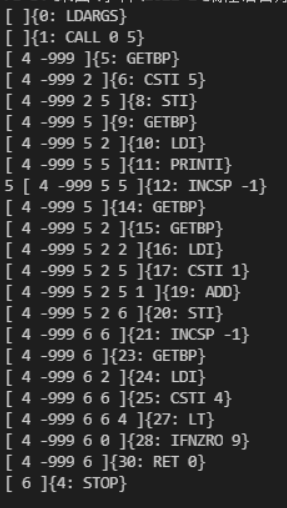 [ ]{0: LDARGS}
[ ]{1: CALL 0 5}
[ 4 -999 ]{5: GETBP}
[ 4 -999 2 ]{6: CSTI 5}
[ 4 -999 2 5 ]{8: STI}
[ 4 -999 5 ]{9: GETBP}
[ 4 -999 5 2 ]{10: LDI}
[ 4 -999 5 5 ]{11: PRINTI}
5 [ 4 -999 5 5 ]{12: INCSP -1}
[ 4 -999 5 ]{14: GETBP}
[ 4 -999 5 2 ]{15: GETBP}
[ 4 -999 5 2 2 ]{16: LDI}
[ 4 -999 5 2 5 ]{17: CSTI 1}
[ 4 -999 5 2 5 1 ]{19: ADD}
[ 4 -999 5 2 6 ]{20: STI}
[ 4 -999 6 6 ]{21: INCSP -1}
[ 4 -999 6 ]{23: GETBP}
[ 4 -999 6 2 ]{24: LDI}
[ 4 -999 6 6 ]{25: CSTI 4}
[ 4 -999 6 6 4 ]{27: LT}
[ 4 -999 6 0 ]{28: IFNZRO 9}
[ 4 -999 6 ]{30: RET 0}
[ 6 ]{4: STOP}